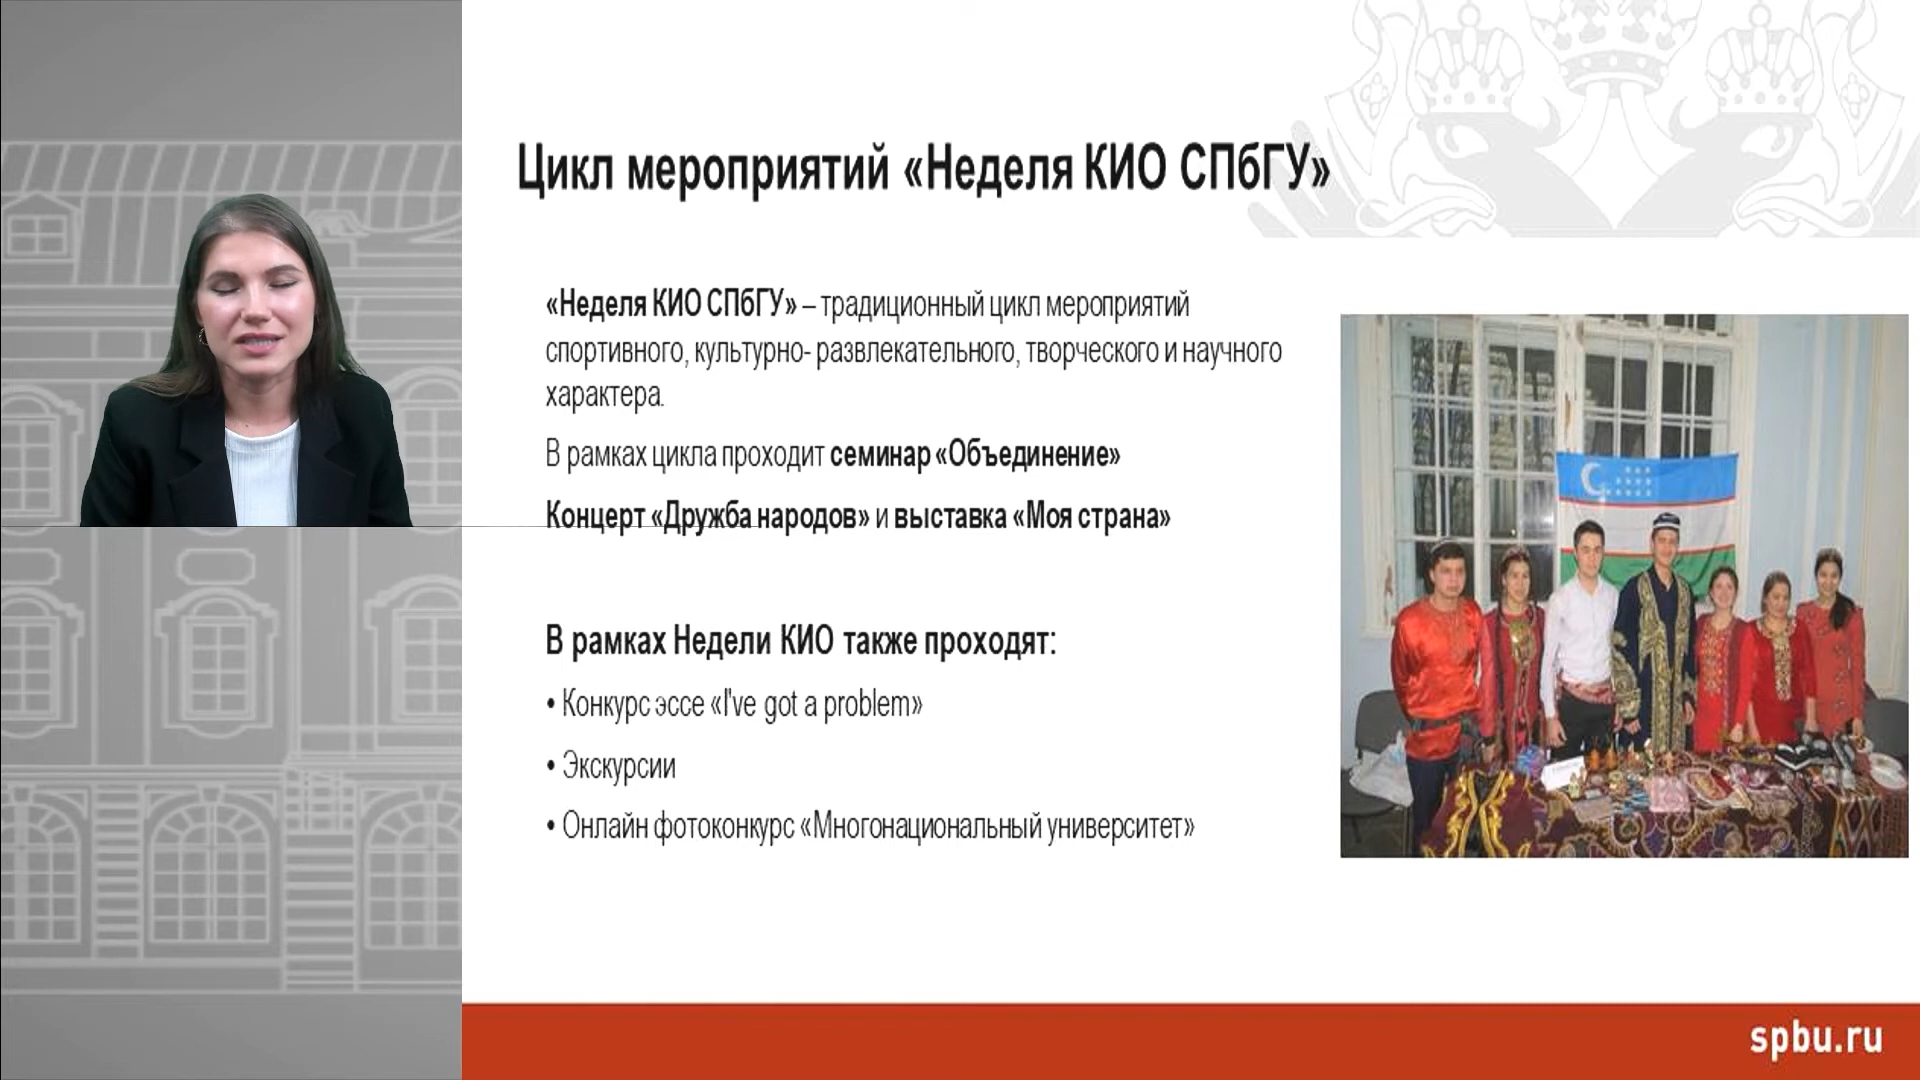 Цикл мероприятий «Неделя КИО СПбГУ»
«Неделя КИО СПбГУ» – традиционный цикл мероприятий
спортивного, культурно- развлекательного, творческого и научного
характера.
В рамках цикла проходит семинар «Объединение»
Концерт «Дружба народов» и выставка «Моя страна»
В рамках Недели КИО также проходят:
• Конкурс эссе «I've got a problem»
• Экскурсии
• Онлайн фотоконкурс «Многонациональный университет»
spbu.ru